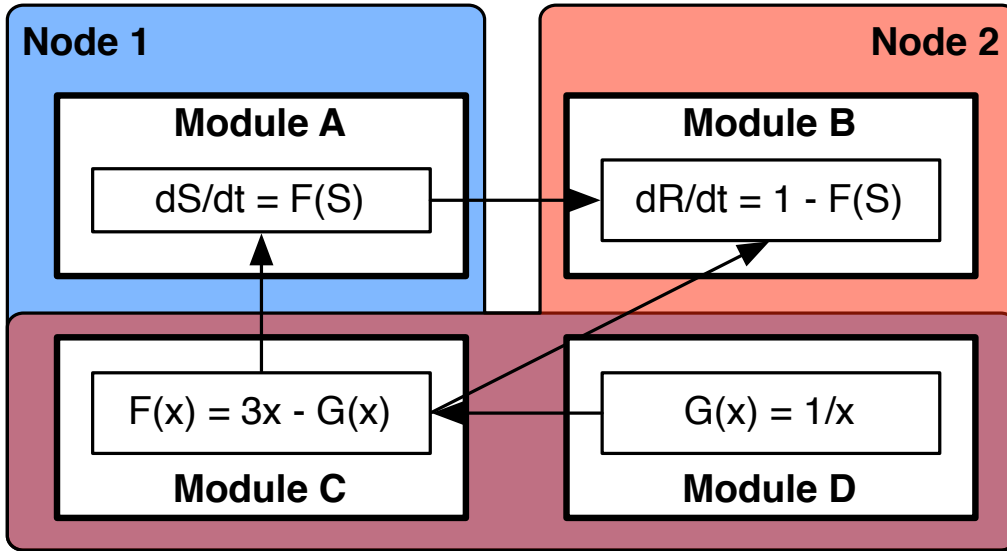 Node 1
Node 2
Module A
dS/dt = F(S)
Module B
dR/dt = 1 - F(S)
F(x) = 3x - G(x)
Module C
G(x) = 1/x
Module D